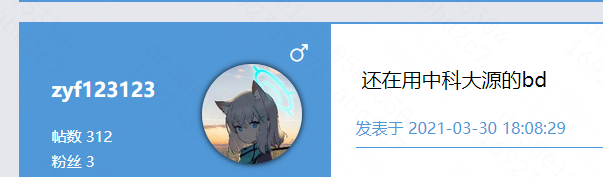 zyf123123
帖数 312
粉丝 3
还在用中科大源的bd
发表于 2021-03-30 18:08:29